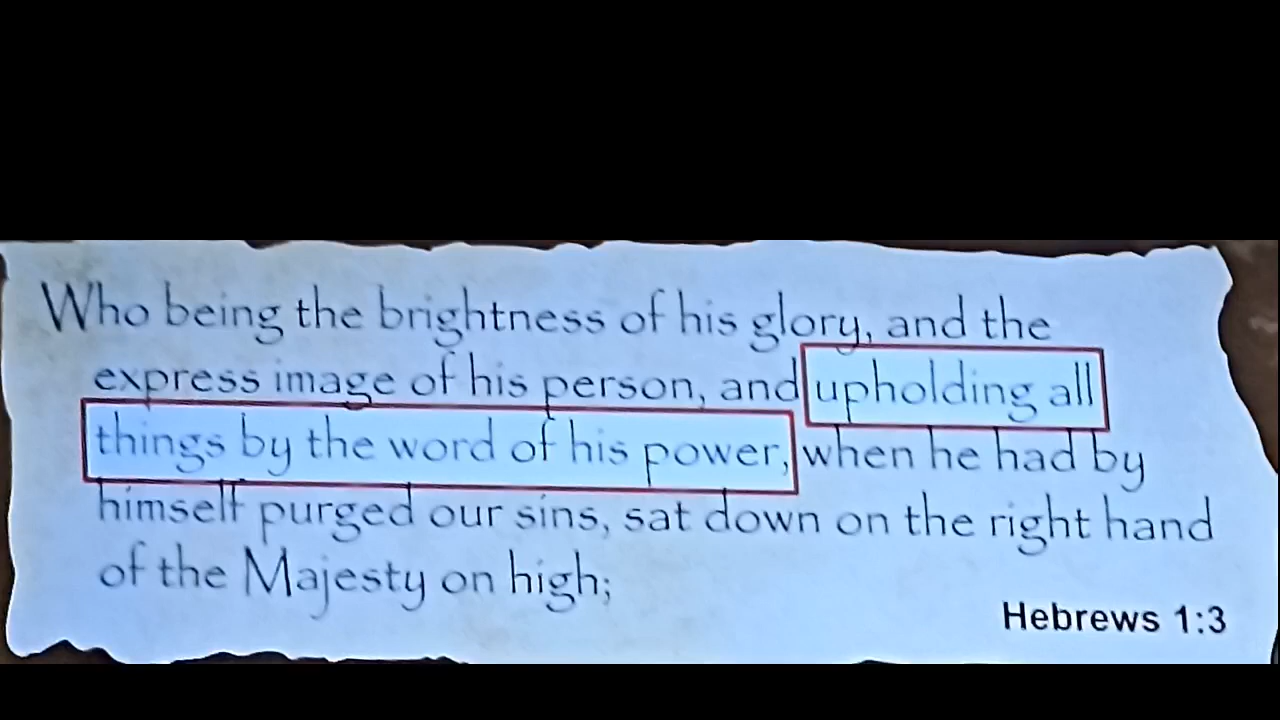 Who being the brightness of his glory, and the
express image of his person, and upholding all
things by the word of his power, when he had by
himself purged our sins, sat down on the right hand
of the Majesty on high;
Hebrews 1:3